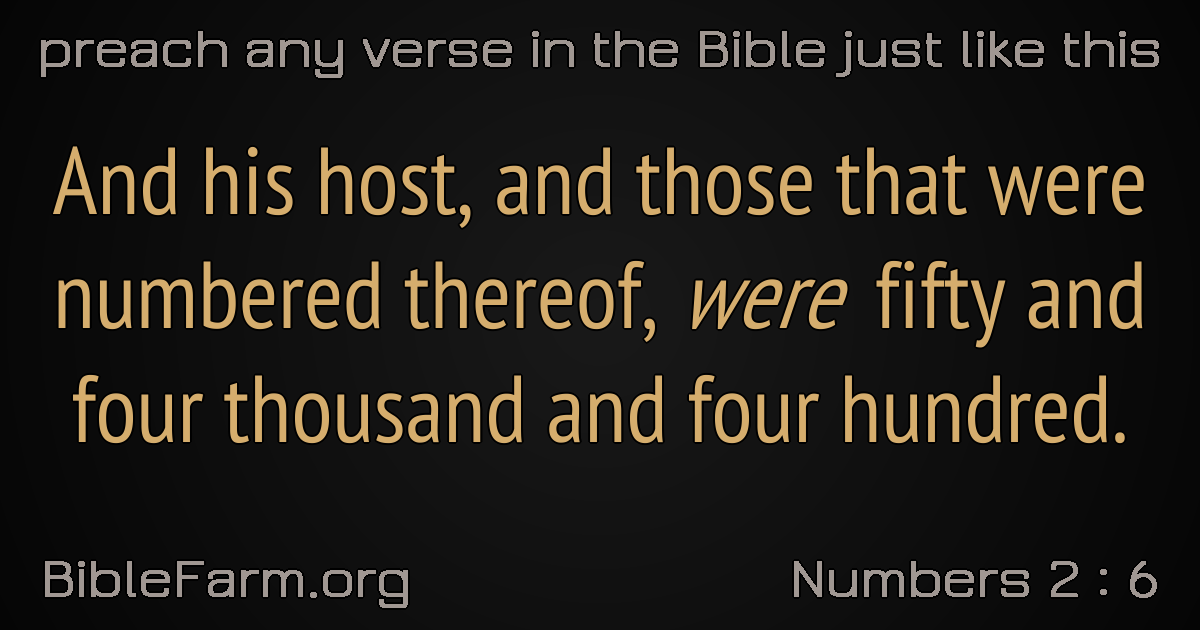 preach any verse in the Bible just like this
And his host, and those that were
numbered thereof, were fifty and
four thousand and four hundred.
BibleFarm.org
Numbers 2 : 6